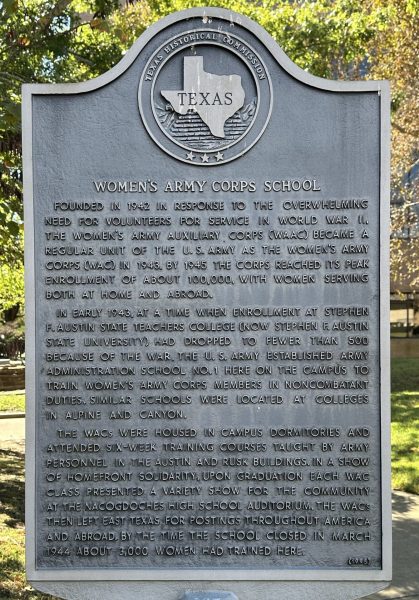 TEXAS HISTORICAL COMMISSION
TEXAS
WOMEN'S ARMY CORPS SCHOOL
FOUNDED IN 1942 IN RESPONSE TO THE OVERWHELMING
NEED FOR VOLUNTEERS FOR SERVICE IN WORLD WAR II,
THE WOMEN'S ARMY AUXILIARY CORPS (WAAC) BECAME A
REGULAR UNIT OF THE U. S. ARMY AS THE WOMEN'S ARMY
CORPS (WAC) IN 1943. BY 1945 THE CORPS REACHED ITS PEAK
ENROLLMENT OF ABOUT 100,000, WITH WOMEN SERVING
BOTH AT HOME AND ABROAD.
IN EARLY 1943, AT A TIME WHEN ENROLLMENT AT STEPHEN
F. AUSTIN STATE TEACHERS COLLEGE (NOW STEPHEN F. AUSTIN
STATE UNIVERSITY) HAD DROPPED TO FEWER THAN 500
BECAUSE OF THE WAR, THE U. S. ARMY ESTABLISHED ARMY
ADMINISTRATION SCHOOL NO. 1 HERE ON THE CAMPUS TO
TRAIN WOMEN'S ARMY CORPS MEMBERS IN NONCOMBATANT
DUTIES. SIMILAR SCHOOLS WERE LOCATED AT COLLEGES
IN ALPINE AND CANYON.
THE WACs WERE HOUSED IN CAMPUS DORMITORIES AND
ATTENDED SIX-WEEK TRAINING COURSES TAUGHT BY ARMY
PERSONNEL IN THE AUSTIN AND RUSK BUILDINGS. IN A SHOW
OF HOMEFRONT SOLIDARITY, UPON GRADUATION EACH WAC
CLASS PRESENTED A VARIETY SHOW FOR THE COMMUNITY
AT THE NACOGDOCHES HIGH SCHOOL AUDITORIUM. THE WACs
THEN LEFT EAST TEXAS FOR POSTINGS THROUGHOUT AMERICA
AND ABROAD. BY THE TIME THE SCHOOL CLOSED IN MARCH
1944 ABOUT 3,000 WOMEN HAD TRAINED HERE.